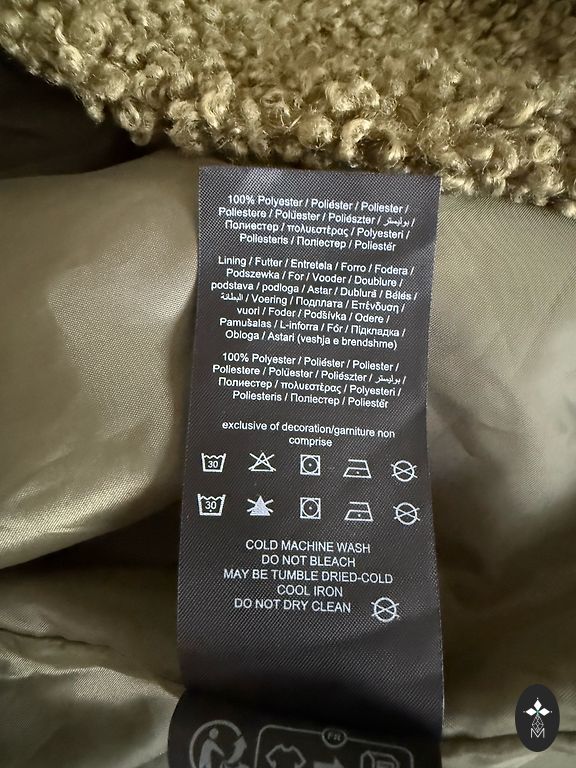 100% Polyester / Poliéster / Poliester /
Poliestere / Polüester / Poliészter / بوليستر /
Полиестер / πολυεστέρας / Polyesteri /
Poliesteris / Поліестер / Poliestër
Lining / Futter / Entretela / Forro / Fodera /
Podszewka / For / Vooder / Doublure /
podstava / podloga / Astar / Dublură / Bélés /
البطانة / Voering / Подплата / Επένδυση /
vuori / Foder / Podšívka / Odere /
Pamušalas / L-inforra / Fór / Підкладка /
Obloga / Astari (veshja e brendshme)
100% Polyester / Poliéster / Poliester /
Poliestere / Polüester / Poliészter / بوليستر /
Полиестер / πολυεστέρας / Polyesteri /
Poliesteris / Поліестер / Poliestër
exclusive of decoration/garniture non
comprise
30
30
COLD MACHINE WASH
DO NOT BLEACH
MAY BE TUMBLE DRIED-COLD
COOL IRON
DO NOT DRY CLEAN
FR
M